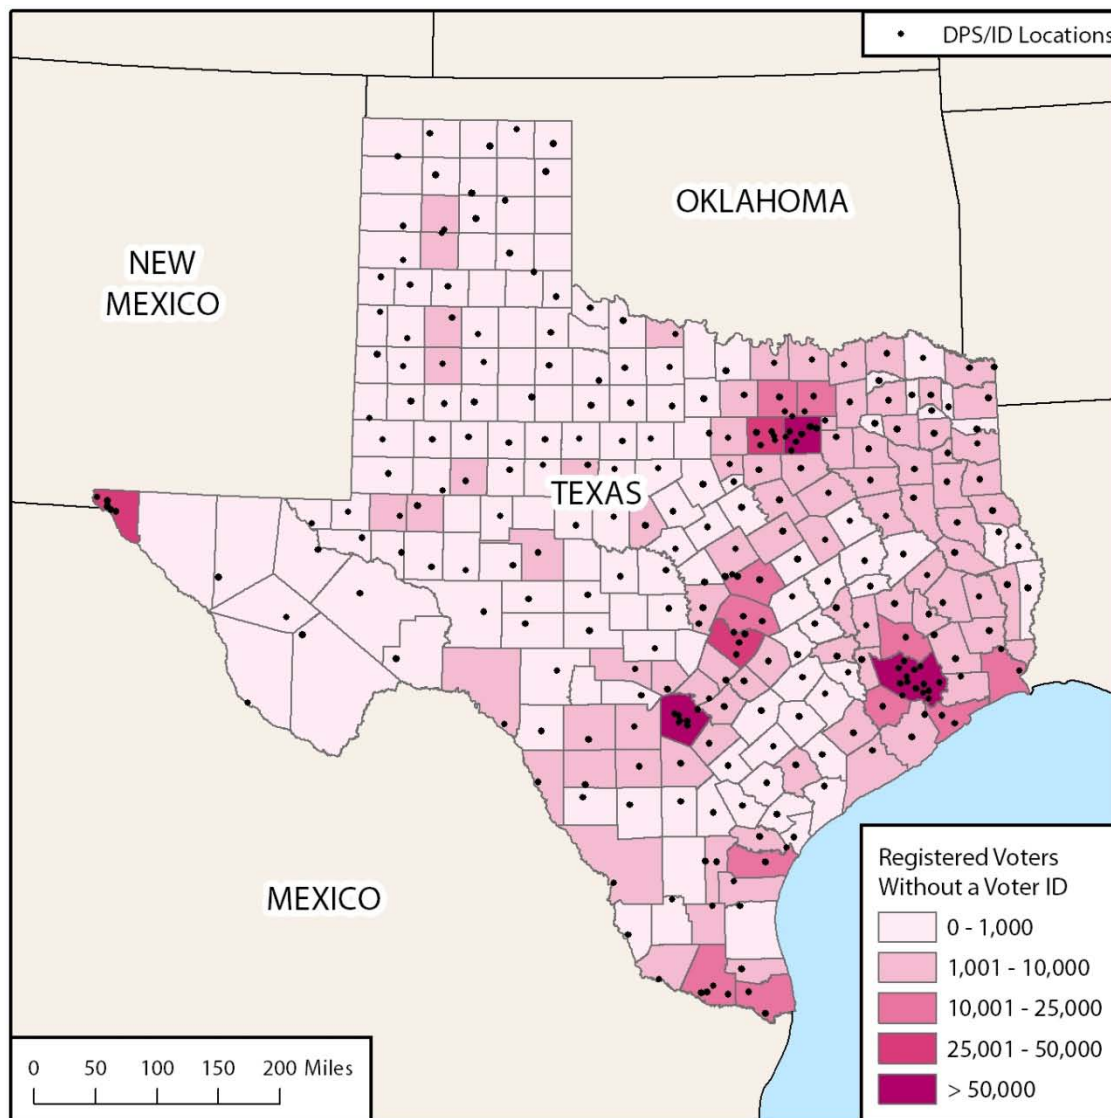 DPS/ID Locations
OKLAHOMA
NEW
MEXICO
TEXAS
MEXICO
Registered Voters
Without a Voter ID
0 - 1,000
1,001 - 10,000
10,001 - 25,000
25,001 - 50,000
> 50,000
0 50 100 150 200 Miles